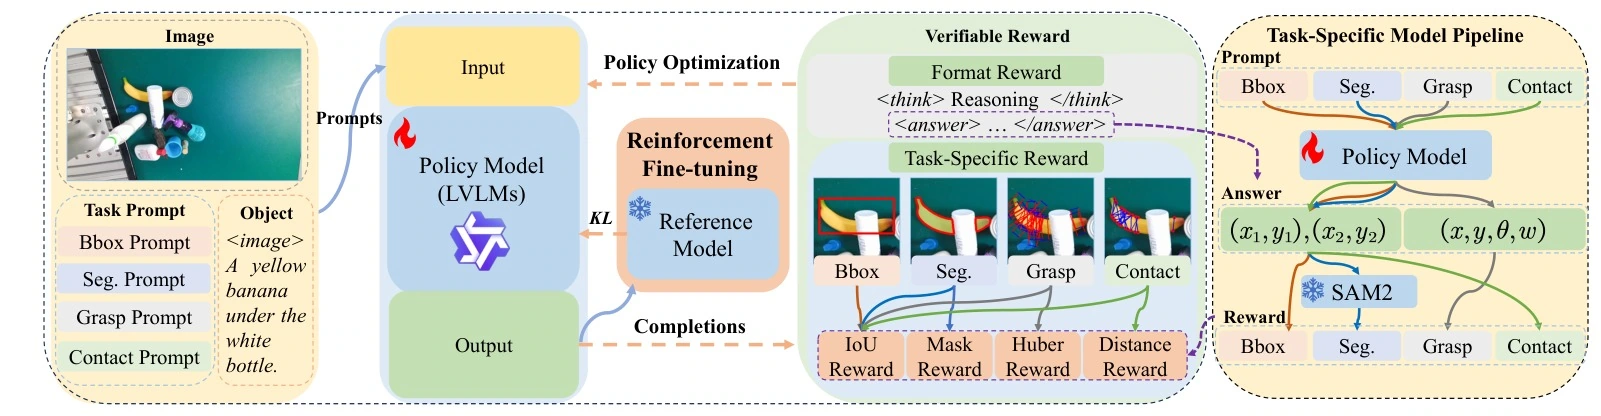 Image
Task Prompt
Bbox Prompt
Seg. Prompt
Grasp Prompt
Contact Prompt
Object
<image>
A yellow
banana
under the
white
bottle.
Prompts
Input
Policy Model
(LVLMs)
Output
Policy Optimization
Reinforcement
Fine-tuning
KL
Reference
Model
Completions
Verifiable Reward
Format Reward
<think> Reasoning </think>
<answer> ... </answer>
Task-Specific Reward
Bbox
Seg.
Grasp
Contact
IoU
Reward
Mask
Reward
Huber
Reward
Distance
Reward
Task-Specific Model Pipeline
Prompt
Bbox
Seg.
Grasp
Contact
Policy Model
Answer
(x₁,y₁),(x₂,y₂)
(x,y,θ,w)
SAM2
Reward
Bbox
Seg.
Grasp
Contact